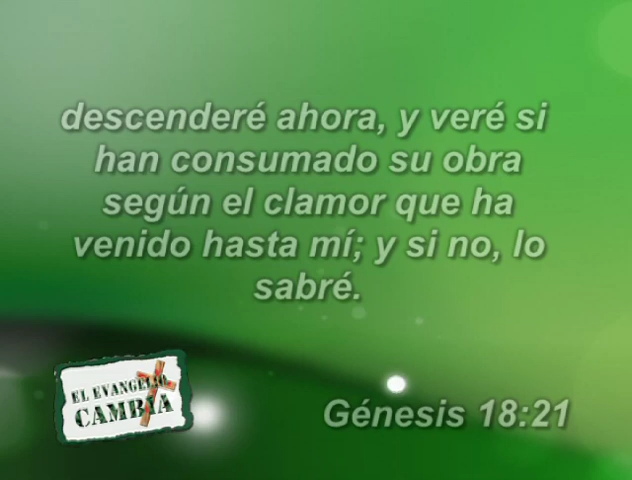 descenderé ahora, y veré si
han consumado su obra
según el clamor que ha
venido hasta mí; y si no, lo
sabré.
EL EVANGELIO
CAMBIA
Génesis 18:21